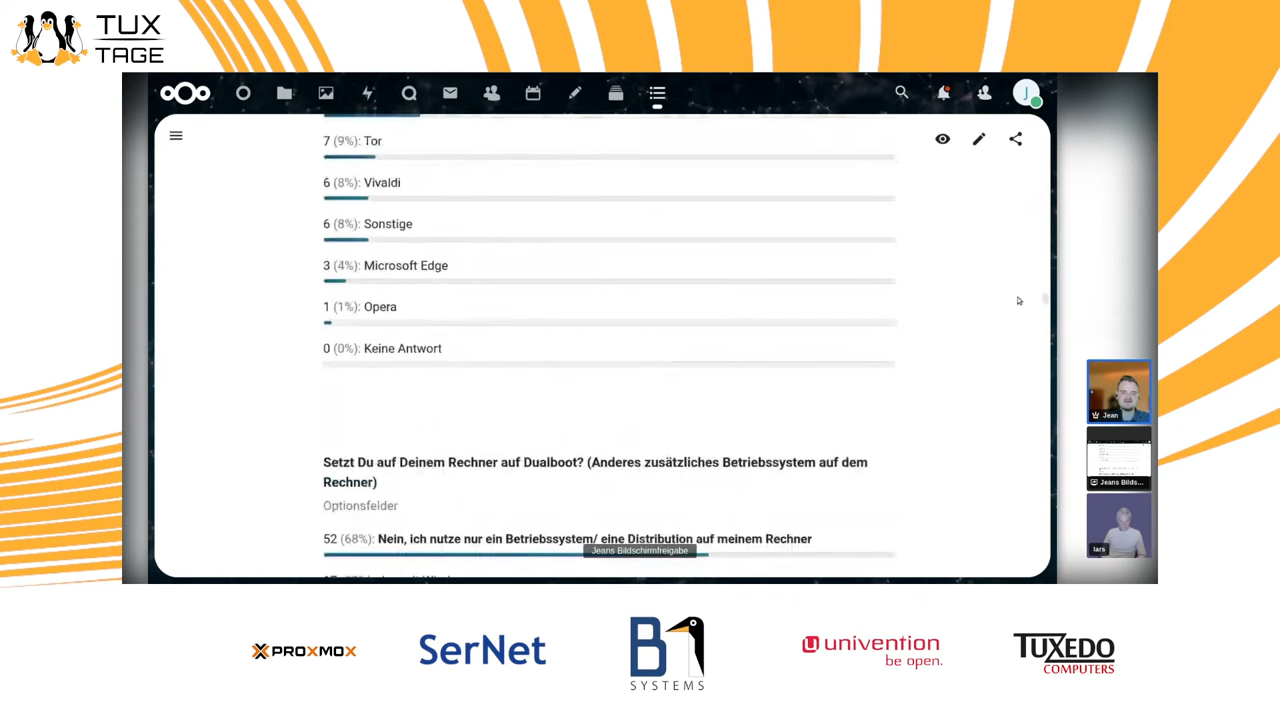 TUX
TAGE
J
7 (9%): Tor
6 (8%): Vivaldi
6 (8%): Sonstige
3 (4%): Microsoft Edge
1 (1%): Opera
0 (0%): Keine Antwort
Setzt Du auf Deinem Rechner auf Dualboot? (Anderes zusätzliches Betriebssystem auf dem
Rechner)
Optionsfelder
52 (68%): Nein, ich nutze nur ein Betriebssystem/ eine Distribution auf meinem Rechner
Jeans Bildschirmfreigabe
Jean
Jeans Bilds...
lars
PROXMOX
SerNet
B1
SYSTEMS
univention
be open.
TUXEDO
COMPUTERS